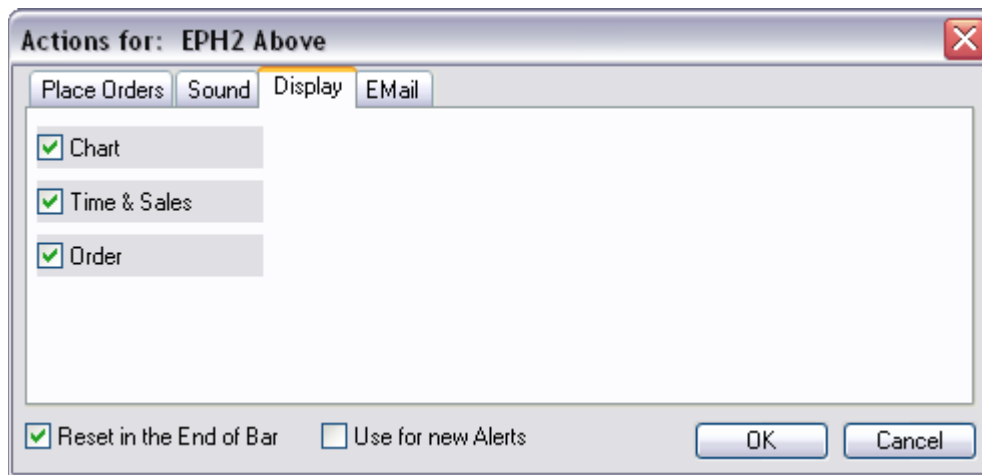 Actions for: EPH2 Above
Place Orders Sound Display EMail
Chart
Time & Sales
Order
Reset in the End of Bar Use for new Alerts OK Cancel